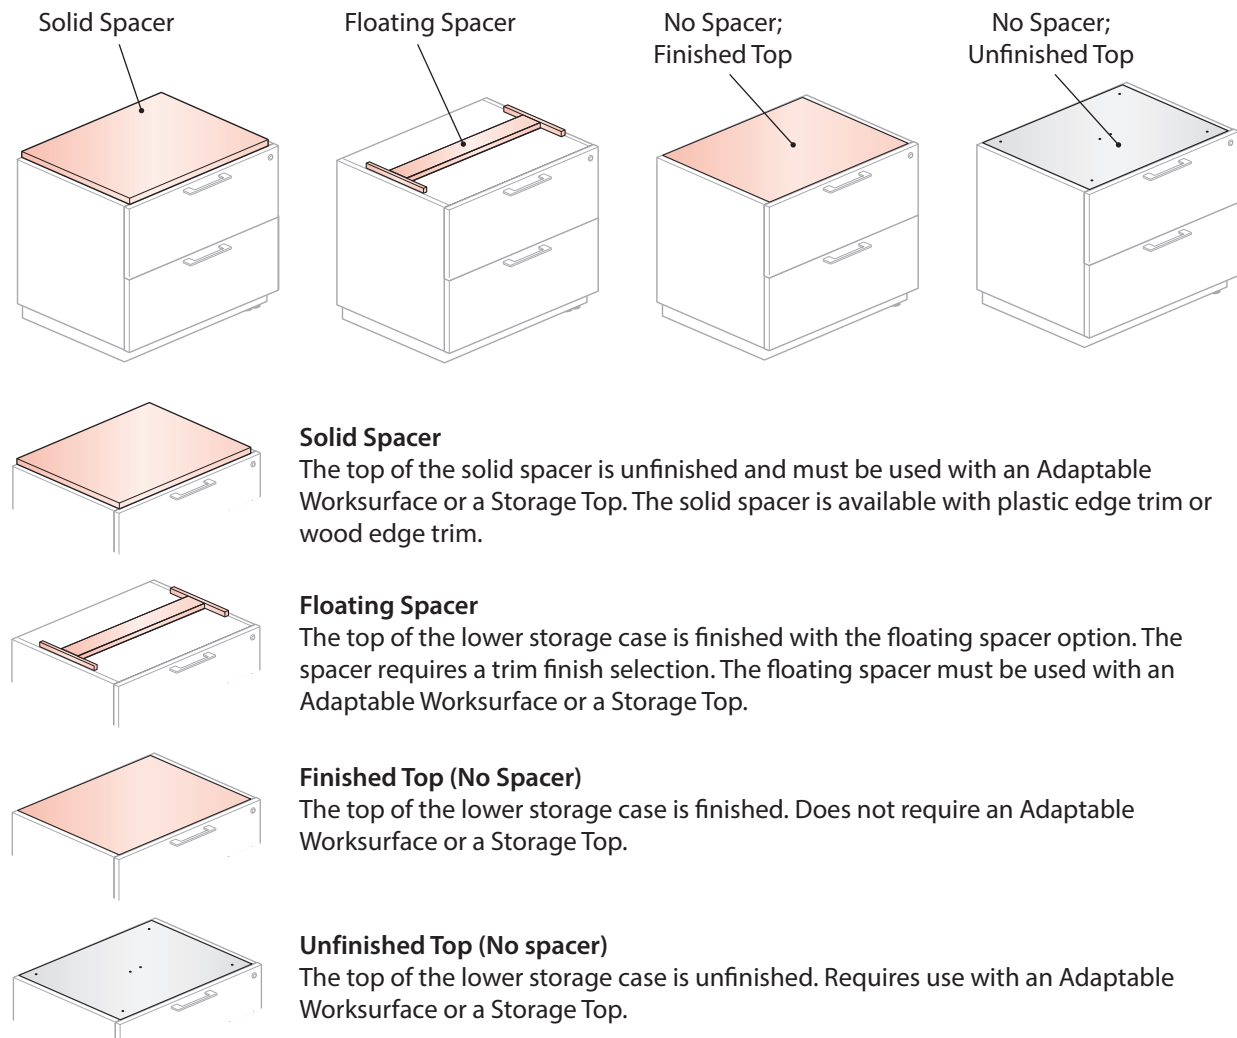 Solid Spacer
Floating Spacer
No Spacer;
Finished Top
No Spacer;
Unfinished Top
Solid Spacer
The top of the solid spacer is unfinished and must be used with an Adaptable
Worksurface or a Storage Top. The solid spacer is available with plastic edge trim or
wood edge trim.
Floating Spacer
The top of the lower storage case is finished with the floating spacer option. The
spacer requires a trim finish selection. The floating spacer must be used with an
Adaptable Worksurface or a Storage Top.
Finished Top (No Spacer)
The top of the lower storage case is finished. Does not require an Adaptable
Worksurface or a Storage Top.
Unfinished Top (No spacer)
The top of the lower storage case is unfinished. Requires use with an Adaptable
Worksurface or a Storage Top.